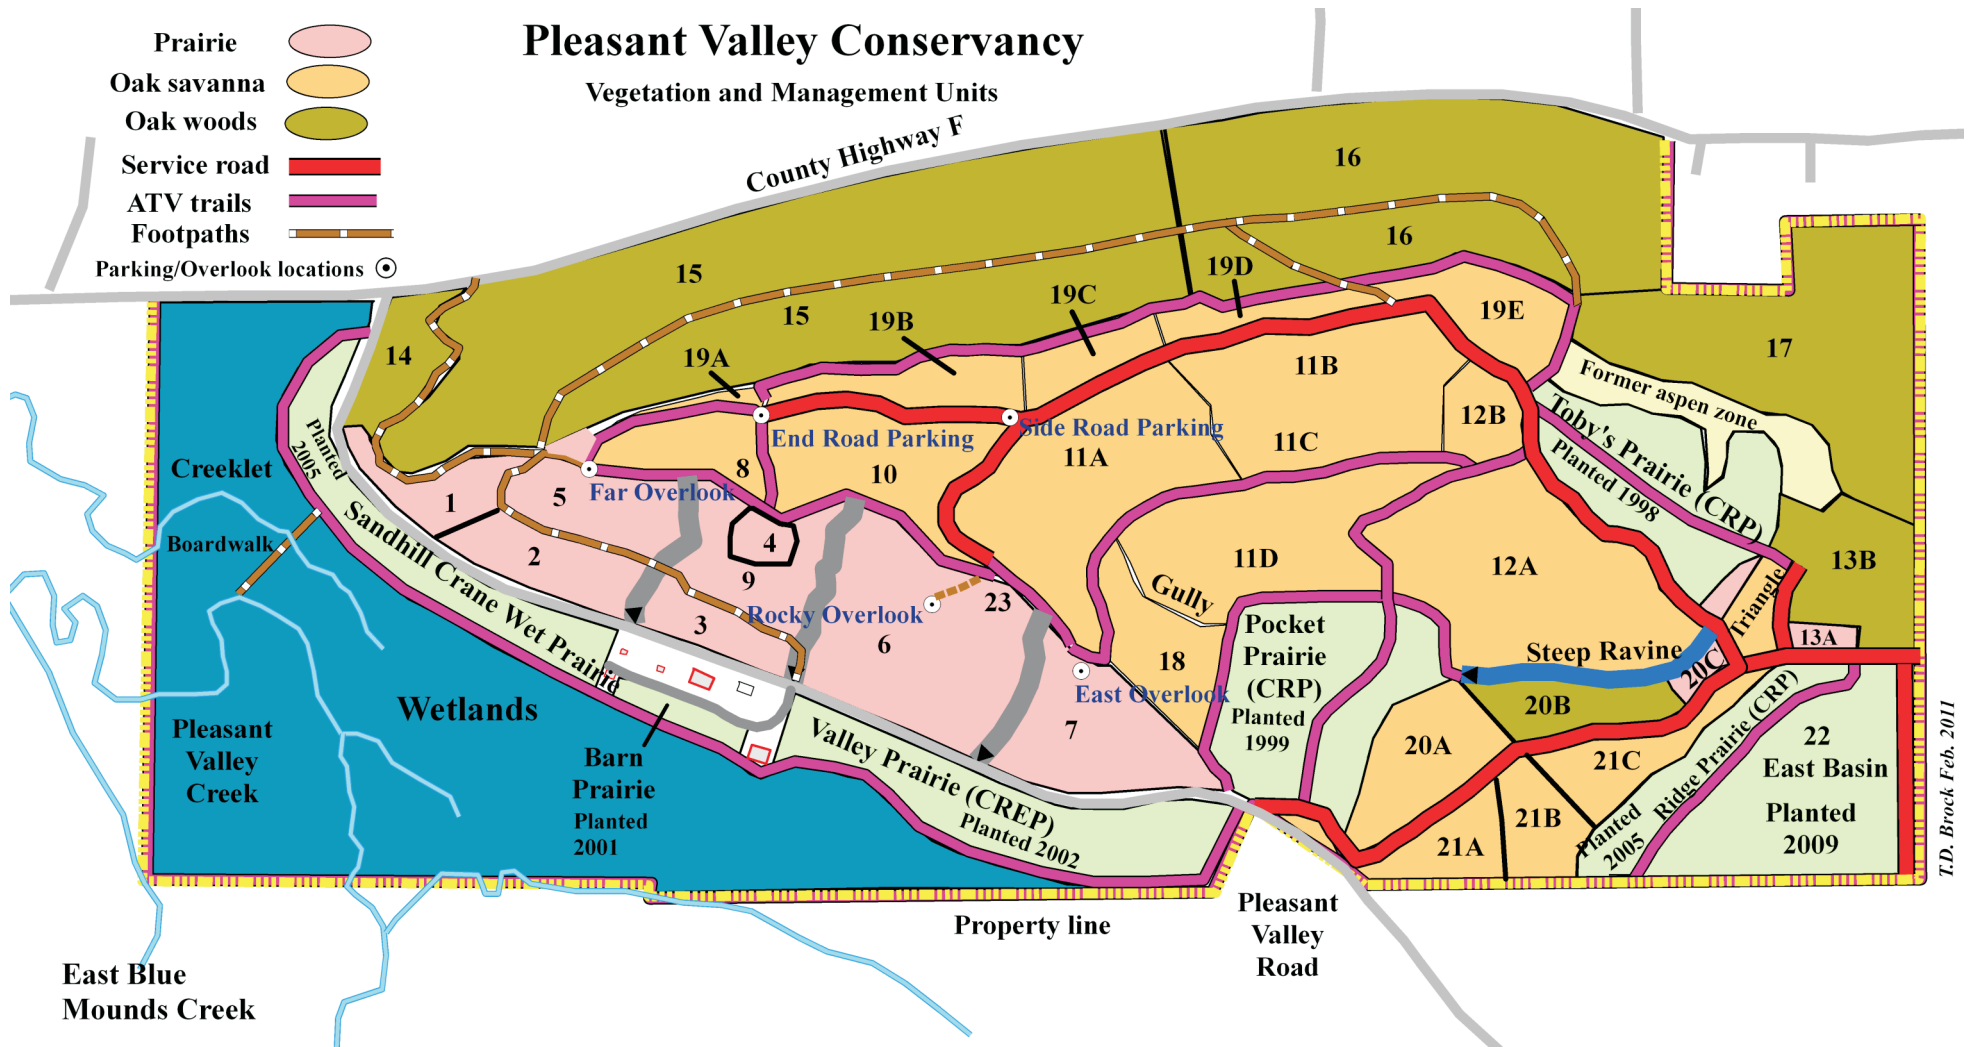 Pleasant Valley Conservancy
Vegetation and Management Units
Prairie
Oak savanna
Oak woods
Service road
ATV trails
Footpaths
Parking/Overlook locations
County Highway F
16
16
15
15
14
17
19A
19B
19C
19D
19E
11B
12B
11C
11A
Former aspen zone
Toby's Prairie (CRP)
Planted 1998
End Road Parking
Side Road Parking
Far Overlook
8
10
5
1
2
4
9
3
6
23
7
Rocky Overlook
East Overlook
11D
Gully
18
12A
13B
Triangle
13A
Steep Ravine
20C
20B
20A
21C
21B
21A
Pocket
Prairie
(CRP)
Planted
1999
Ridge Prairie (CRP)
Planted
2005
22
East Basin
Planted
2009
Planted
2005
Sandhill Crane Wet Prairie
Creeklet
Boardwalk
Wetlands
Pleasant
Valley
Creek
Barn
Prairie
Planted
2001
Valley Prairie (CREP)
Planted 2002
Property line
Pleasant
Valley
Road
East Blue
Mounds Creek
T.D. Brock Feb. 2011